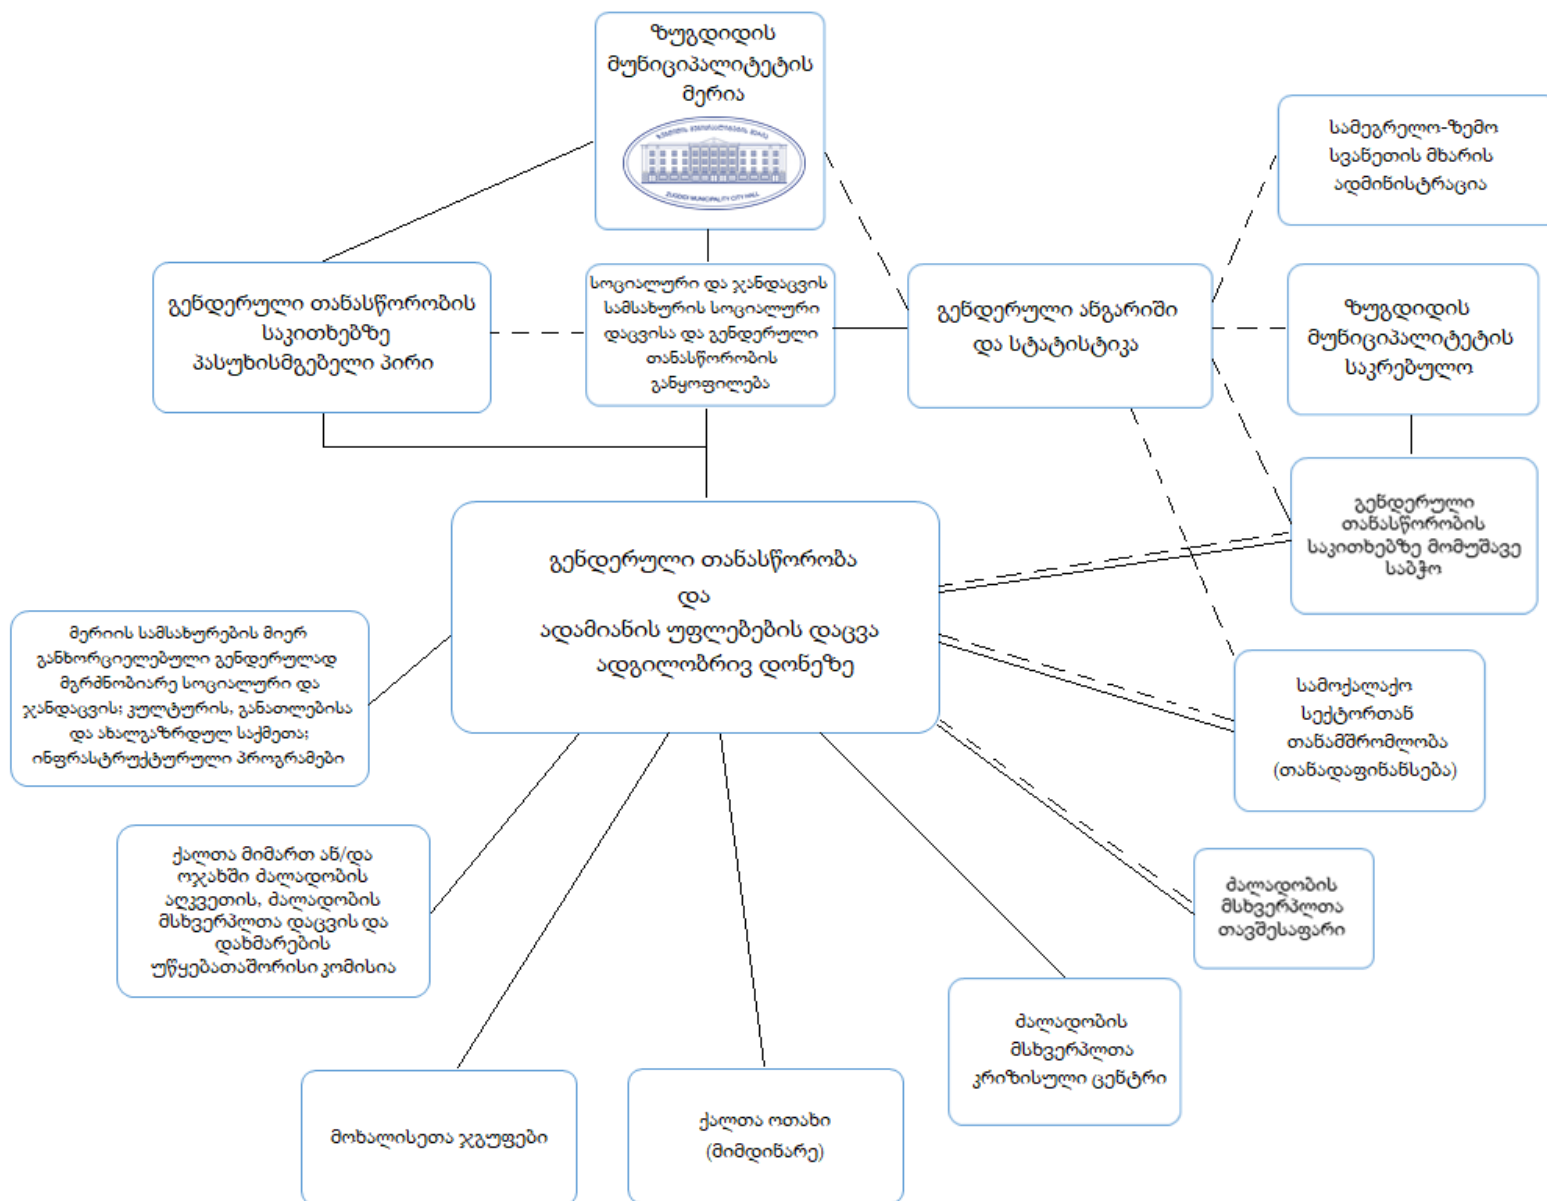 ზუგდიდის
მუნიციპალიტეტის
მერია
ZUGDIDI MUNICIPALITY CITY HALL
სამეგრელო-ზემო
სვანეთის მხარის
ადმინისტრაცია
გენდერული თანასწორობის
საკითხებზე
პასუხისმგებელი პირი
სოციალური და ჯანდაცვის
სამსახურის სოციალური
დაცვისა და გენდერული
თანასწორობის
განყოფილება
გენდერული ანგარიში
და სტატისტიკა
ზუგდიდის
მუნიციპალიტეტის
საკრებულო
გენდერული
თანასწორობის
საკითხებზე მომუშავე
საბჭო
გენდერული თანასწორობა
და
ადამიანის უფლებების დაცვა
ადგილობრივ დონეზე
მერიის სამსახურების მიერ
განხორციელებული გენდერულად
მგრძნობიარე სოციალური და
ჯანდაცვის; კულტურის, განათლებისა
და ახალგაზრდულ საქმეთა;
ინფრასტრუქტურული პროგრამები
სამოქალაქო
სექტორთან
თანამშრომლობა
(თანადაფინანსება)
ქალთა მიმართ ან/და
ოჯახში ძალადობის
აღკვეთის, ძალადობის
მსხვერპლთა დაცვის და
დახმარების
უწყებათაშორისი კომისია
ძალადობის
მსხვერპლთა
თავშესაფარი
ძალადობის
მსხვერპლთა
კრიზისული ცენტრი
მოხალისეთა ჯგუფები
ქალთა ოთახი
(მიმდინარე)